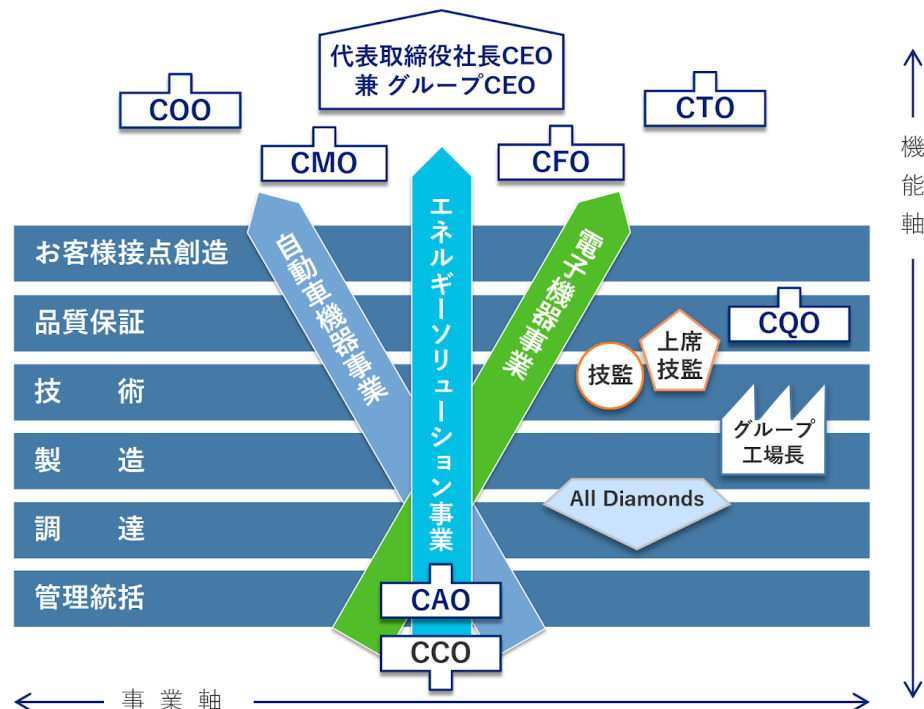 代表取締役社長CEO
兼 グループCEO
COO
CTO
CMO
CFO
機能軸
自動車機器事業
エネルギーソリューション事業
電子機器事業
お客様接点創造
品質保証
CQO
上席
技監
技監
技　術
グループ
工場長
製　造
All Diamonds
調　達
管理統括
CAO
CCO
事業軸